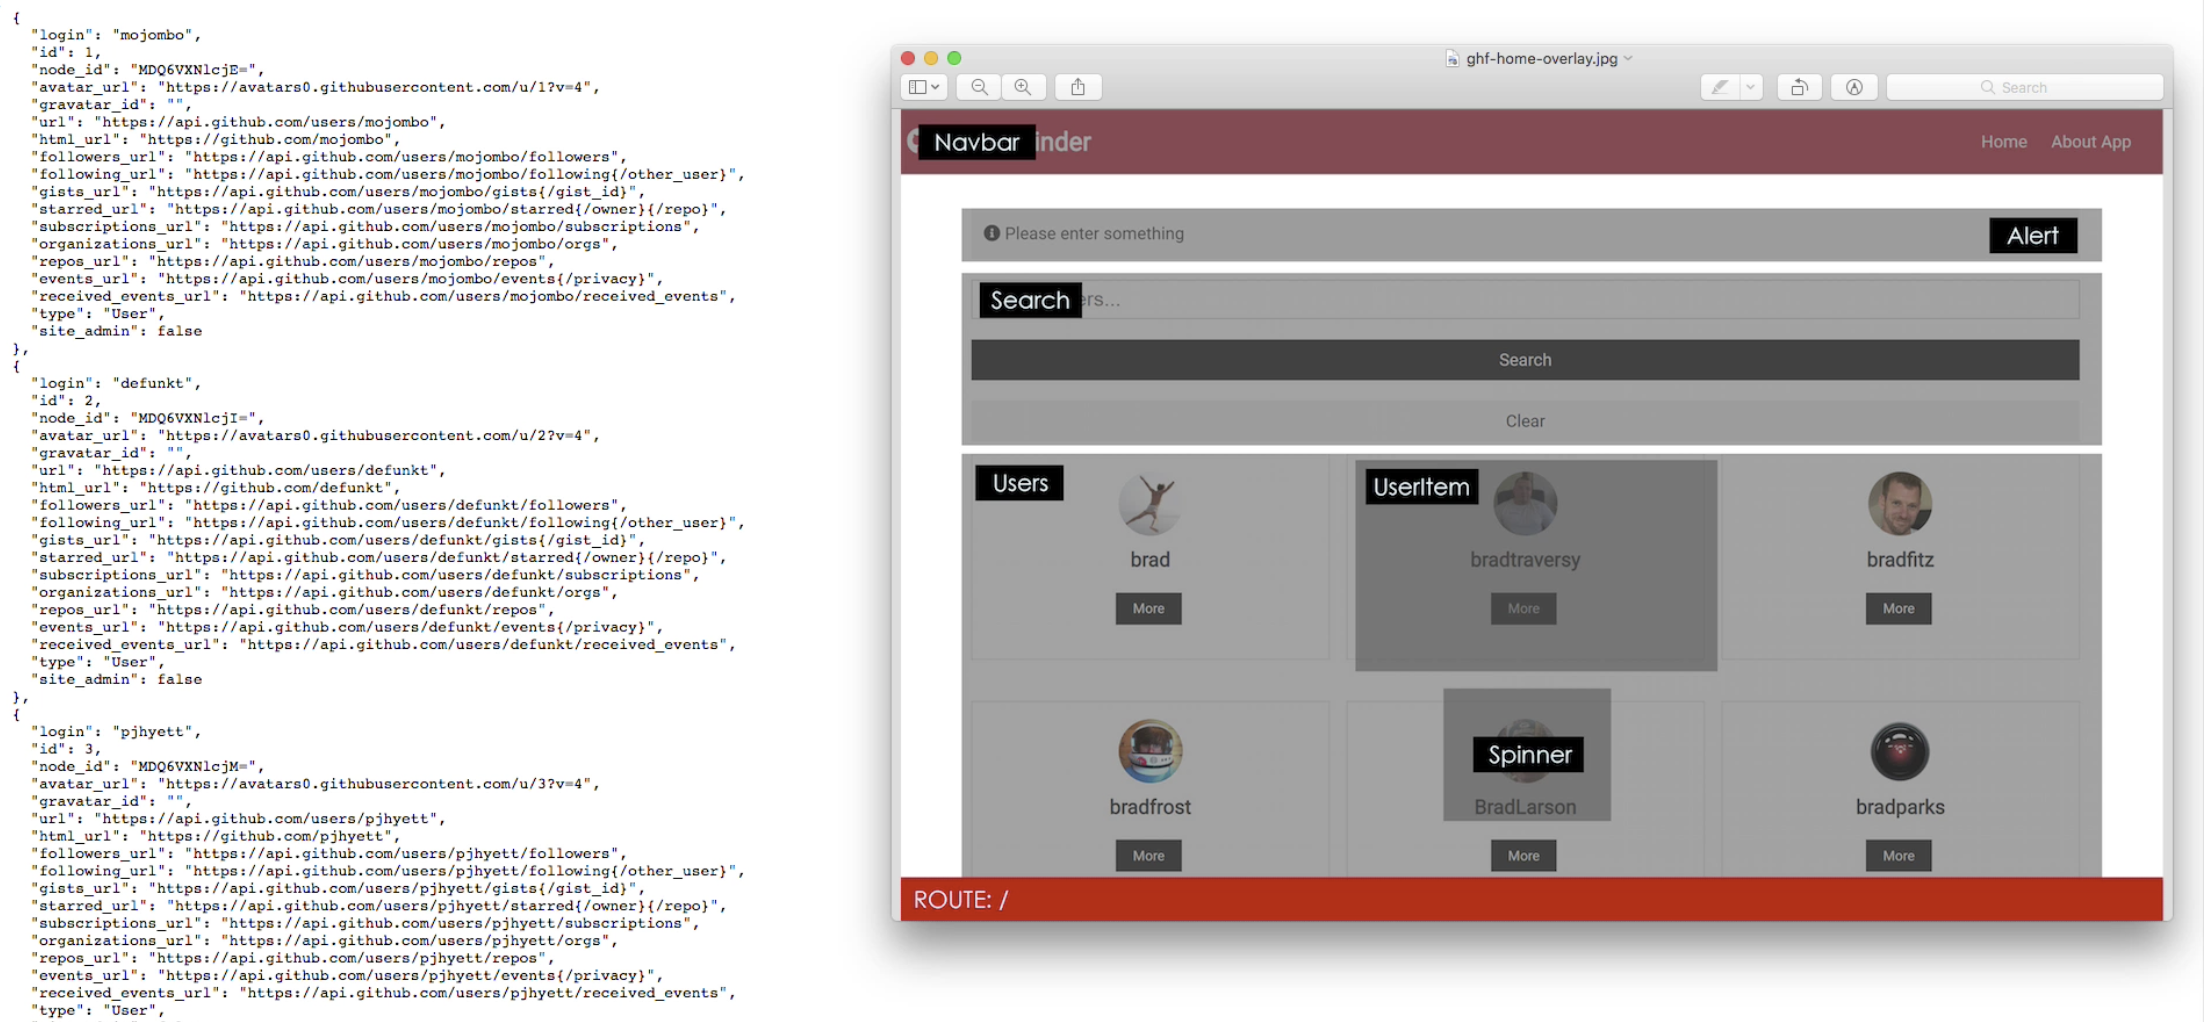 {
"login": "mojombo",
"id": 1,
"node_id": "MDQ6VXNlcjE=",
"avatar_url": "https://avatars0.githubusercontent.com/u/1?v=4",
"gravatar_id": "",
"url": "https://api.github.com/users/mojombo",
"html_url": "https://github.com/mojombo",
"followers_url": "https://api.github.com/users/mojombo/followers",
"following_url": "https://api.github.com/users/mojombo/following{/other_user}",
"gists_url": "https://api.github.com/users/mojombo/gists{/gist_id}",
"starred_url": "https://api.github.com/users/mojombo/starred{/owner}{/repo}",
"subscriptions_url": "https://api.github.com/users/mojombo/subscriptions",
"organizations_url": "https://api.github.com/users/mojombo/orgs",
"repos_url": "https://api.github.com/users/mojombo/repos",
"events_url": "https://api.github.com/users/mojombo/events{/privacy}",
"received_events_url": "https://api.github.com/users/mojombo/received_events",
"type": "User",
"site_admin": false
},
{
"login": "defunkt",
"id": 2,
"node_id": "MDQ6VXNlcjI=",
"avatar_url": "https://avatars0.githubusercontent.com/u/2?v=4",
"gravatar_id": "",
"url": "https://api.github.com/users/defunkt",
"html_url": "https://github.com/defunkt",
"followers_url": "https://api.github.com/users/defunkt/followers",
"following_url": "https://api.github.com/users/defunkt/following{/other_user}",
"gists_url": "https://api.github.com/users/defunkt/gists{/gist_id}",
"starred_url": "https://api.github.com/users/defunkt/starred{/owner}{/repo}",
"subscriptions_url": "https://api.github.com/users/defunkt/subscriptions",
"organizations_url": "https://api.github.com/users/defunkt/orgs",
"repos_url": "https://api.github.com/users/defunkt/repos",
"events_url": "https://api.github.com/users/defunkt/events{/privacy}",
"received_events_url": "https://api.github.com/users/defunkt/received_events",
"type": "User",
"site_admin": false
},
{
"login": "pjhyett",
"id": 3,
"node_id": "MDQ6VXNlcjM=",
"avatar_url": "https://avatars0.githubusercontent.com/u/3?v=4",
"gravatar_id": "",
"url": "https://api.github.com/users/pjhyett",
"html_url": "https://github.com/pjhyett",
"followers_url": "https://api.github.com/users/pjhyett/followers",
"following_url": "https://api.github.com/users/pjhyett/following{/other_user}",
"gists_url": "https://api.github.com/users/pjhyett/gists{/gist_id}",
"starred_url": "https://api.github.com/users/pjhyett/starred{/owner}{/repo}",
"subscriptions_url": "https://api.github.com/users/pjhyett/subscriptions",
"organizations_url": "https://api.github.com/users/pjhyett/orgs",
"repos_url": "https://api.github.com/users/pjhyett/repos",
"events_url": "https://api.github.com/users/pjhyett/events{/privacy}",
"received_events_url": "https://api.github.com/users/pjhyett/received_events",
"type": "User",
ghf-home-overlay.jpg
Search
Navbar inder Home About App
Please enter something Alert
Search ers...
Search
Clear
Users UserItem
brad bradtraversy bradfitz
More More More
Spinner
bradfrost BradLarson bradparks
More More More
ROUTE: /